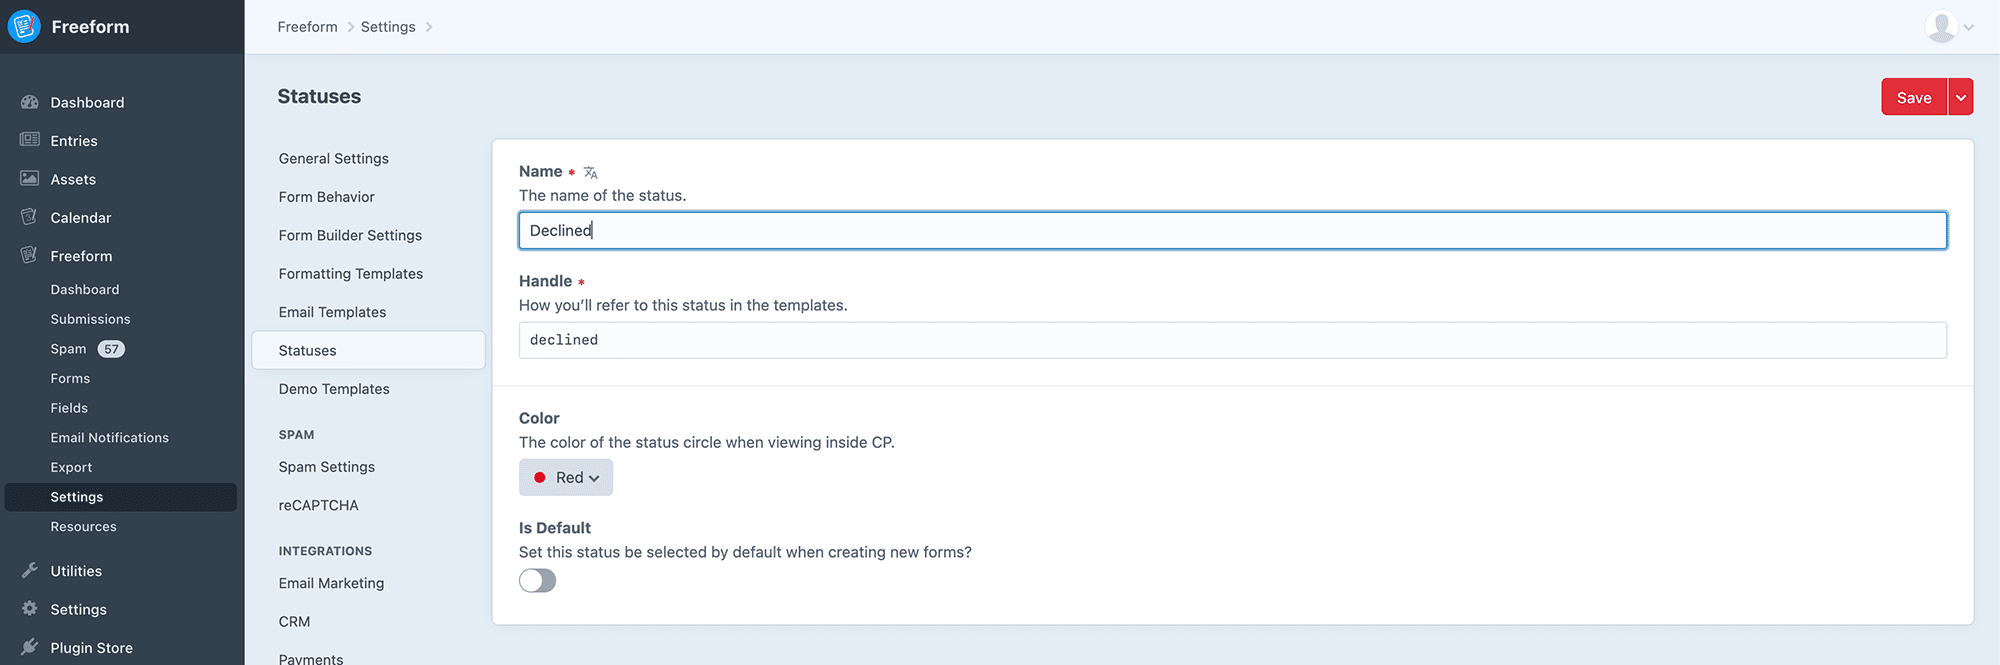 Freeform
Freeform Settings
Dashboard
Entries
Assets
Calendar
Freeform
Dashboard
Submissions
Spam 57
Forms
Fields
Email Notifications
Export
Settings
Resources
Utilities
Settings
Plugin Store
Statuses
Save
General Settings
Form Behavior
Form Builder Settings
Formatting Templates
Email Templates
Statuses
Demo Templates
SPAM
Spam Settings
reCAPTCHA
INTEGRATIONS
Email Marketing
CRM
Payments
Name *
The name of the status.
Declined
Handle *
How you’ll refer to this status in the templates.
declined
Color
The color of the status circle when viewing inside CP.
Red
Is Default
Set this status be selected by default when creating new forms?